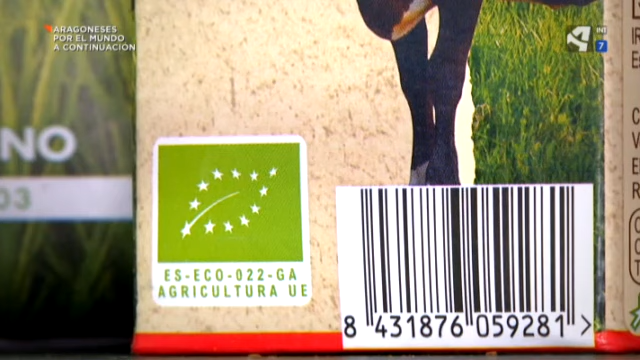 ARAGONESES
POR EL MUNDO
A CONTINUACIÓN
INT
7
NO
03
ES-ECO-022-GA
AGRICULTURA UE
8 431876 059281 >